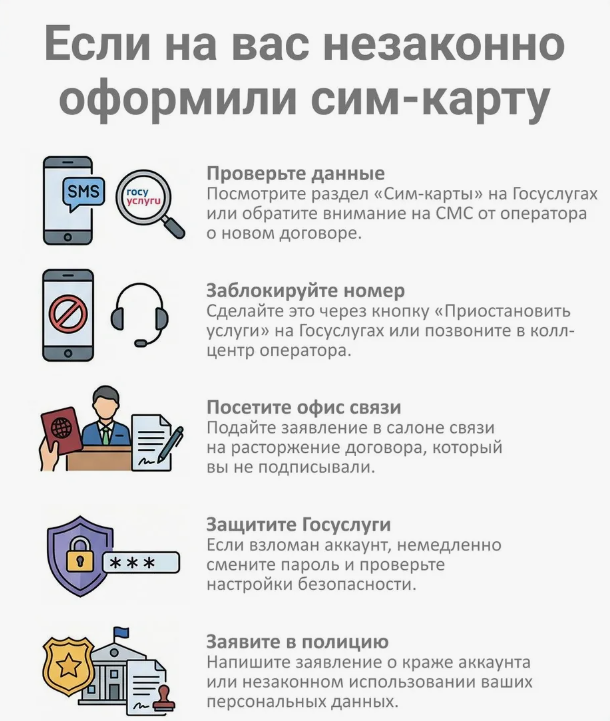 Если на вас незаконно
оформили сим-карту
SMS
госу
услуги
Проверьте данные
Посмотрите раздел «Сим-карты» на Госуслугах
или обратите внимание на СМС от оператора
о новом договоре.
Заблокируйте номер
Сделайте это через кнопку «Приостановить
услуги» на Госуслугах или позвоните в колл-
центр оператора.
Посетите офис связи
Подайте заявление в салоне связи
на расторжение договора, который
вы не подписывали.
***
Защитите Госуслуги
Если взломан аккаунт, немедленно
смените пароль и проверьте
настройки безопасности.
Заявите в полицию
Напишите заявление о краже аккаунта
или незаконном использовании ваших
персональных данных.